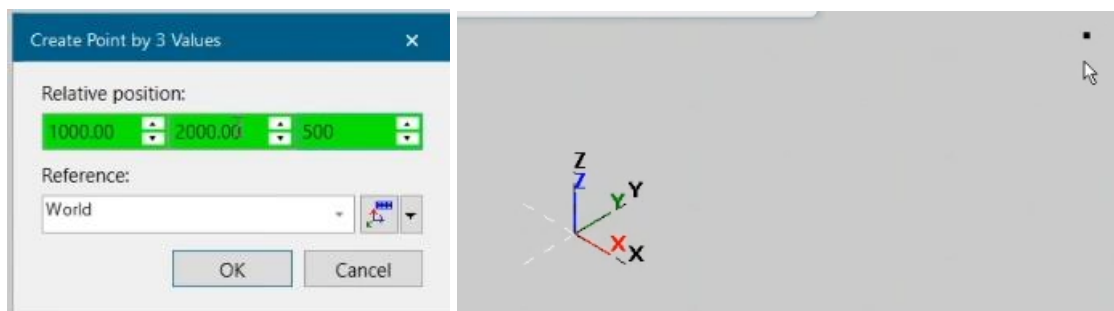 Create Point by 3 Values
Relative position:
1000.00 2000.00 500
Reference:
World
OK Cancel
Z
Z
Y Y
X X